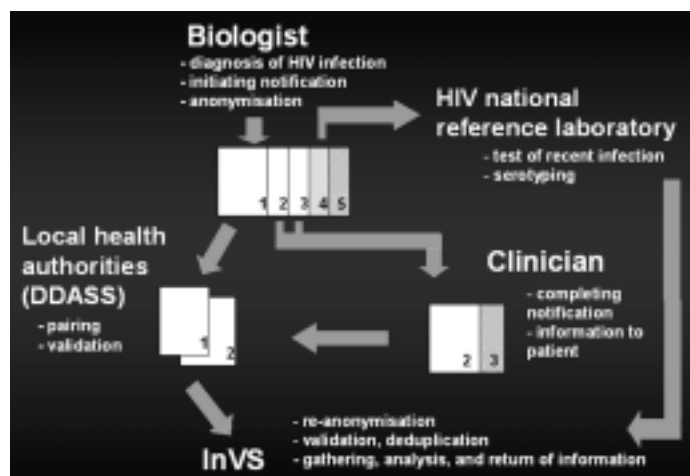 Biologist
- diagnosis of HIV infection
- initiating notification
- anonymisation
HIV national
reference laboratory
- test of recent infection
- serotyping
1 2 3 4 5
Local health
authorities
(DDASS)
- pairing
- validation
1
2
Clinician
- completing
notification
- information to
patient
2 3
InVS
- re-anonymisation
- validation, deduplication
- gathering, analysis, and return of information